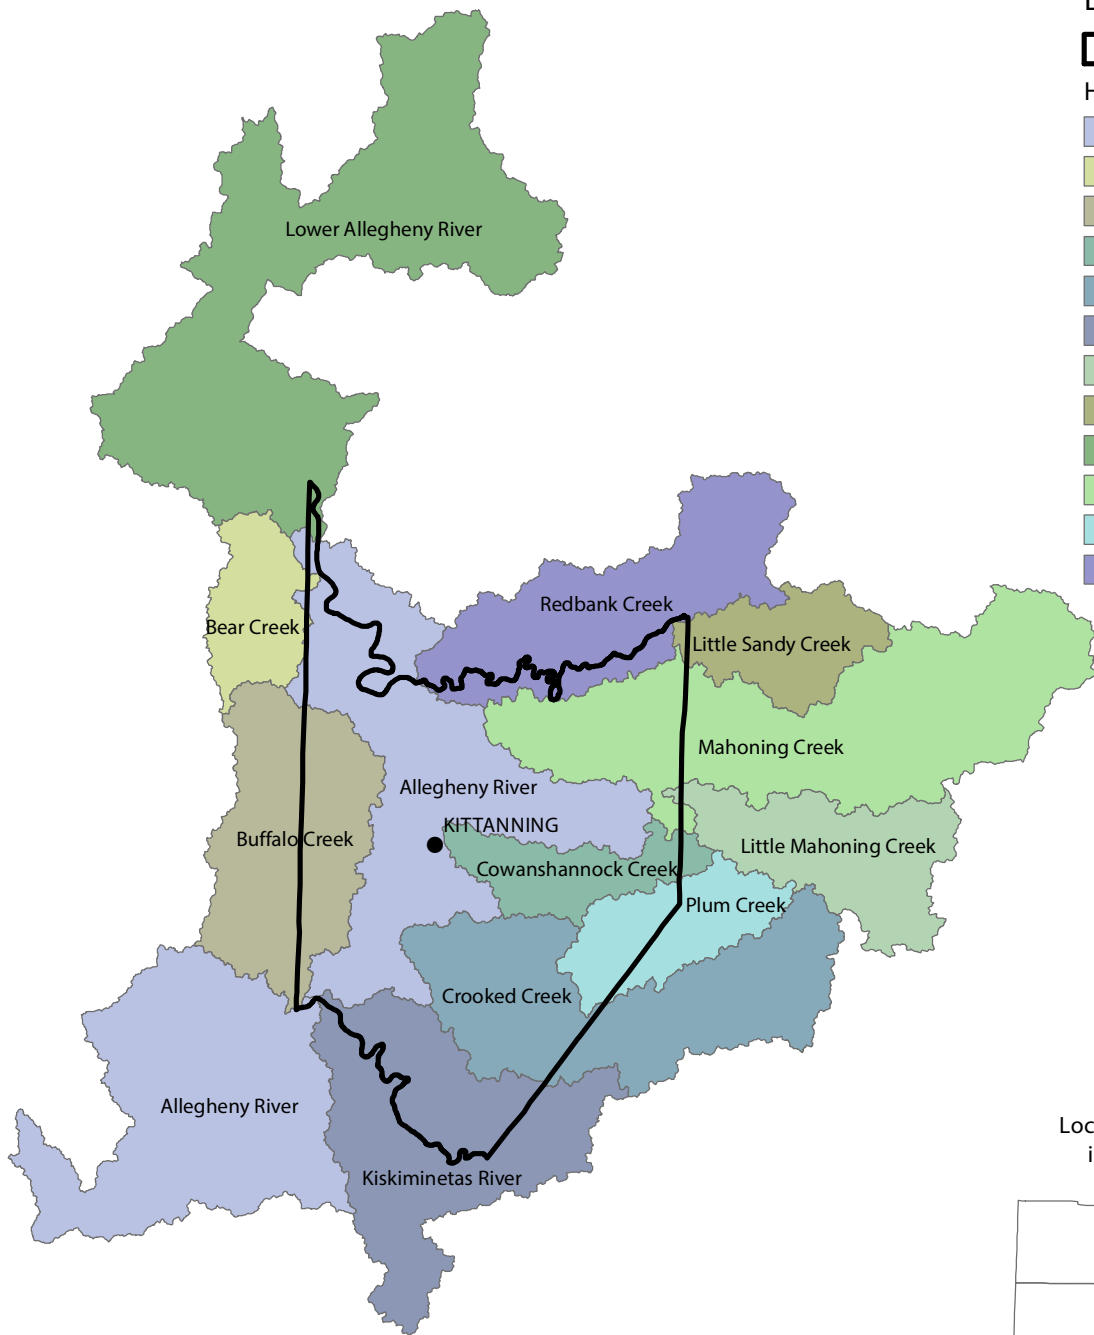 Lower Allegheny River
Redbank Creek
Bear Creek
Little Sandy Creek
Mahoning Creek
Allegheny River
KITTANNING
Buffalo Creek
Little Mahoning Creek
Cowanshannock Creek
Plum Creek
Crooked Creek
Allegheny River
Kiskiminetas River